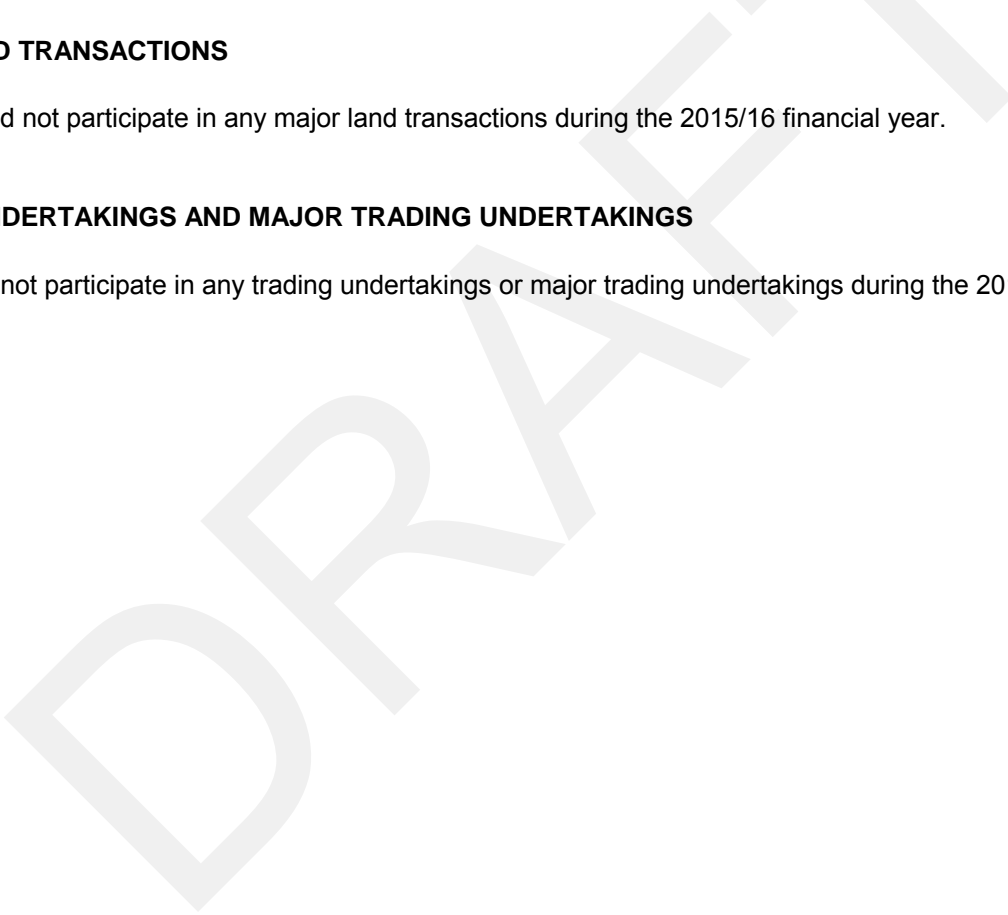 D TRANSACTIONS
d not participate in any major land transactions during the 2015/16 financial year.
NDERTAKINGS AND MAJOR TRADING UNDERTAKINGS
not participate in any trading undertakings or major trading undertakings during the 20
DRAFT